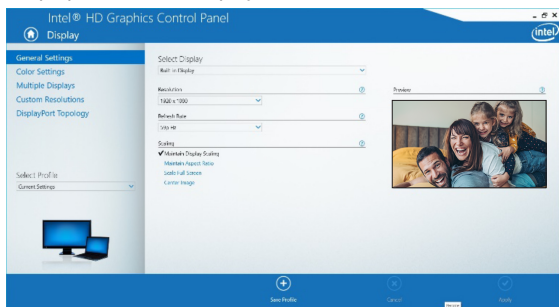 Intel® HD Graphics Control Panel
Display
intel
General Settings
Color Settings
Multiple Displays
Custom Resolutions
DisplayPort Topology
Select Profile
Current Settings
Select Display
Built-in Display
Resolution
1920 x 1080
Refresh Rate
Scaling
Maintain Display Scaling
Maintain Aspect Ratio
Scale Full Screen
Center Image
Preview
Save Profile
Cancel
Apply